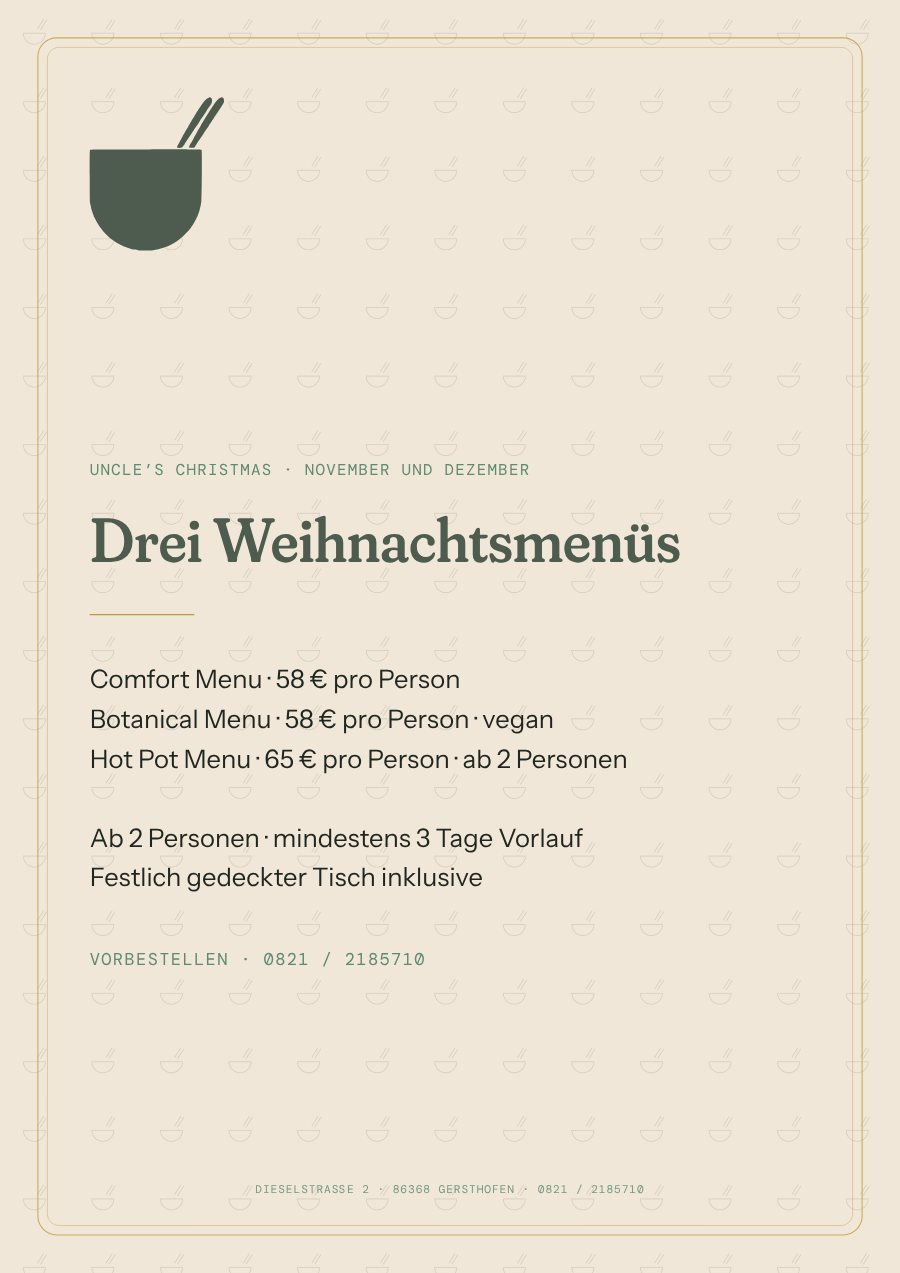 UNCLE’S CHRISTMAS · NOVEMBER UND DEZEMBER
Drei Weihnachtsmenüs
Comfort Menu · 58 € pro Person
Botanical Menu · 58 € pro Person · vegan
Hot Pot Menu · 65 € pro Person · ab 2 Personen
Ab 2 Personen · mindestens 3 Tage Vorlauf
Festlich gedeckter Tisch inklusive
VORBESTELLEN · 0821 / 2185710
DIESELSTRASSE 2 · 86368 GERSTHOFEN · 0821 / 2185710